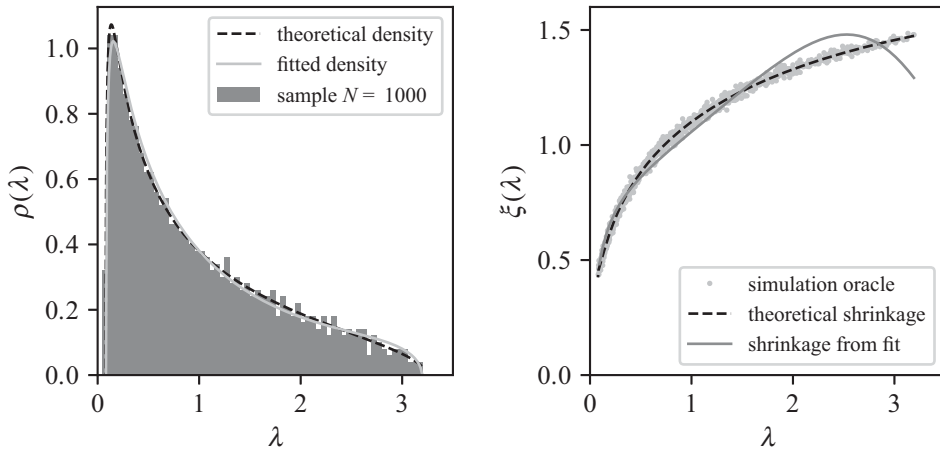 theoretical density
fitted density
sample N = 1000
ρ(λ)
1.0
0.8
0.6
0.4
0.2
0.0
0
1
2
3
λ
ξ(λ)
1.5
1.0
0.5
0.0
simulation oracle
theoretical shrinkage
shrinkage from fit
0
1
2
3
λ